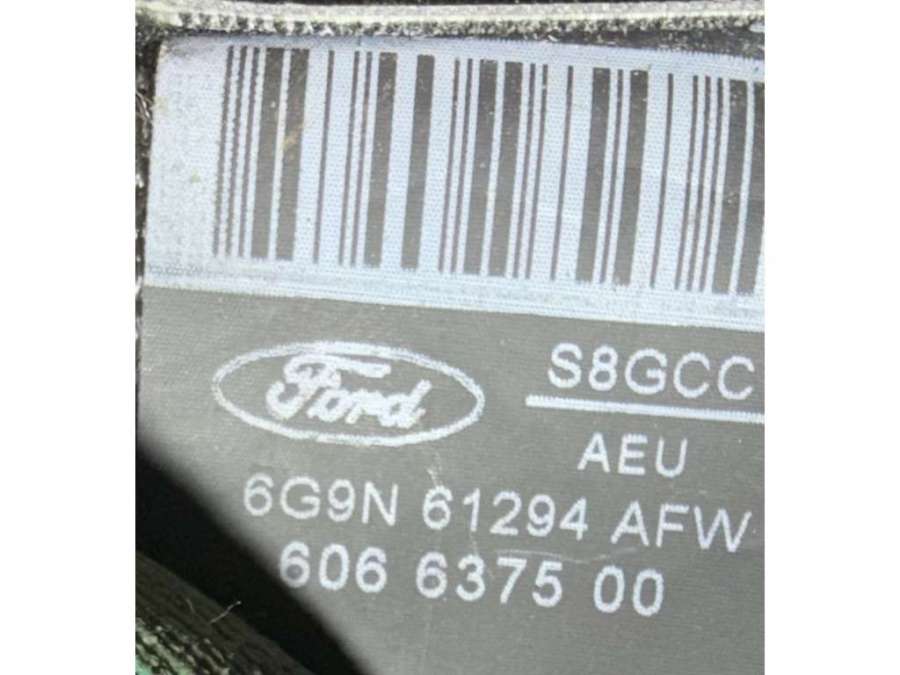 Ford
S8GCC
AEU
6G9N 61294 AFW
606 6375 00